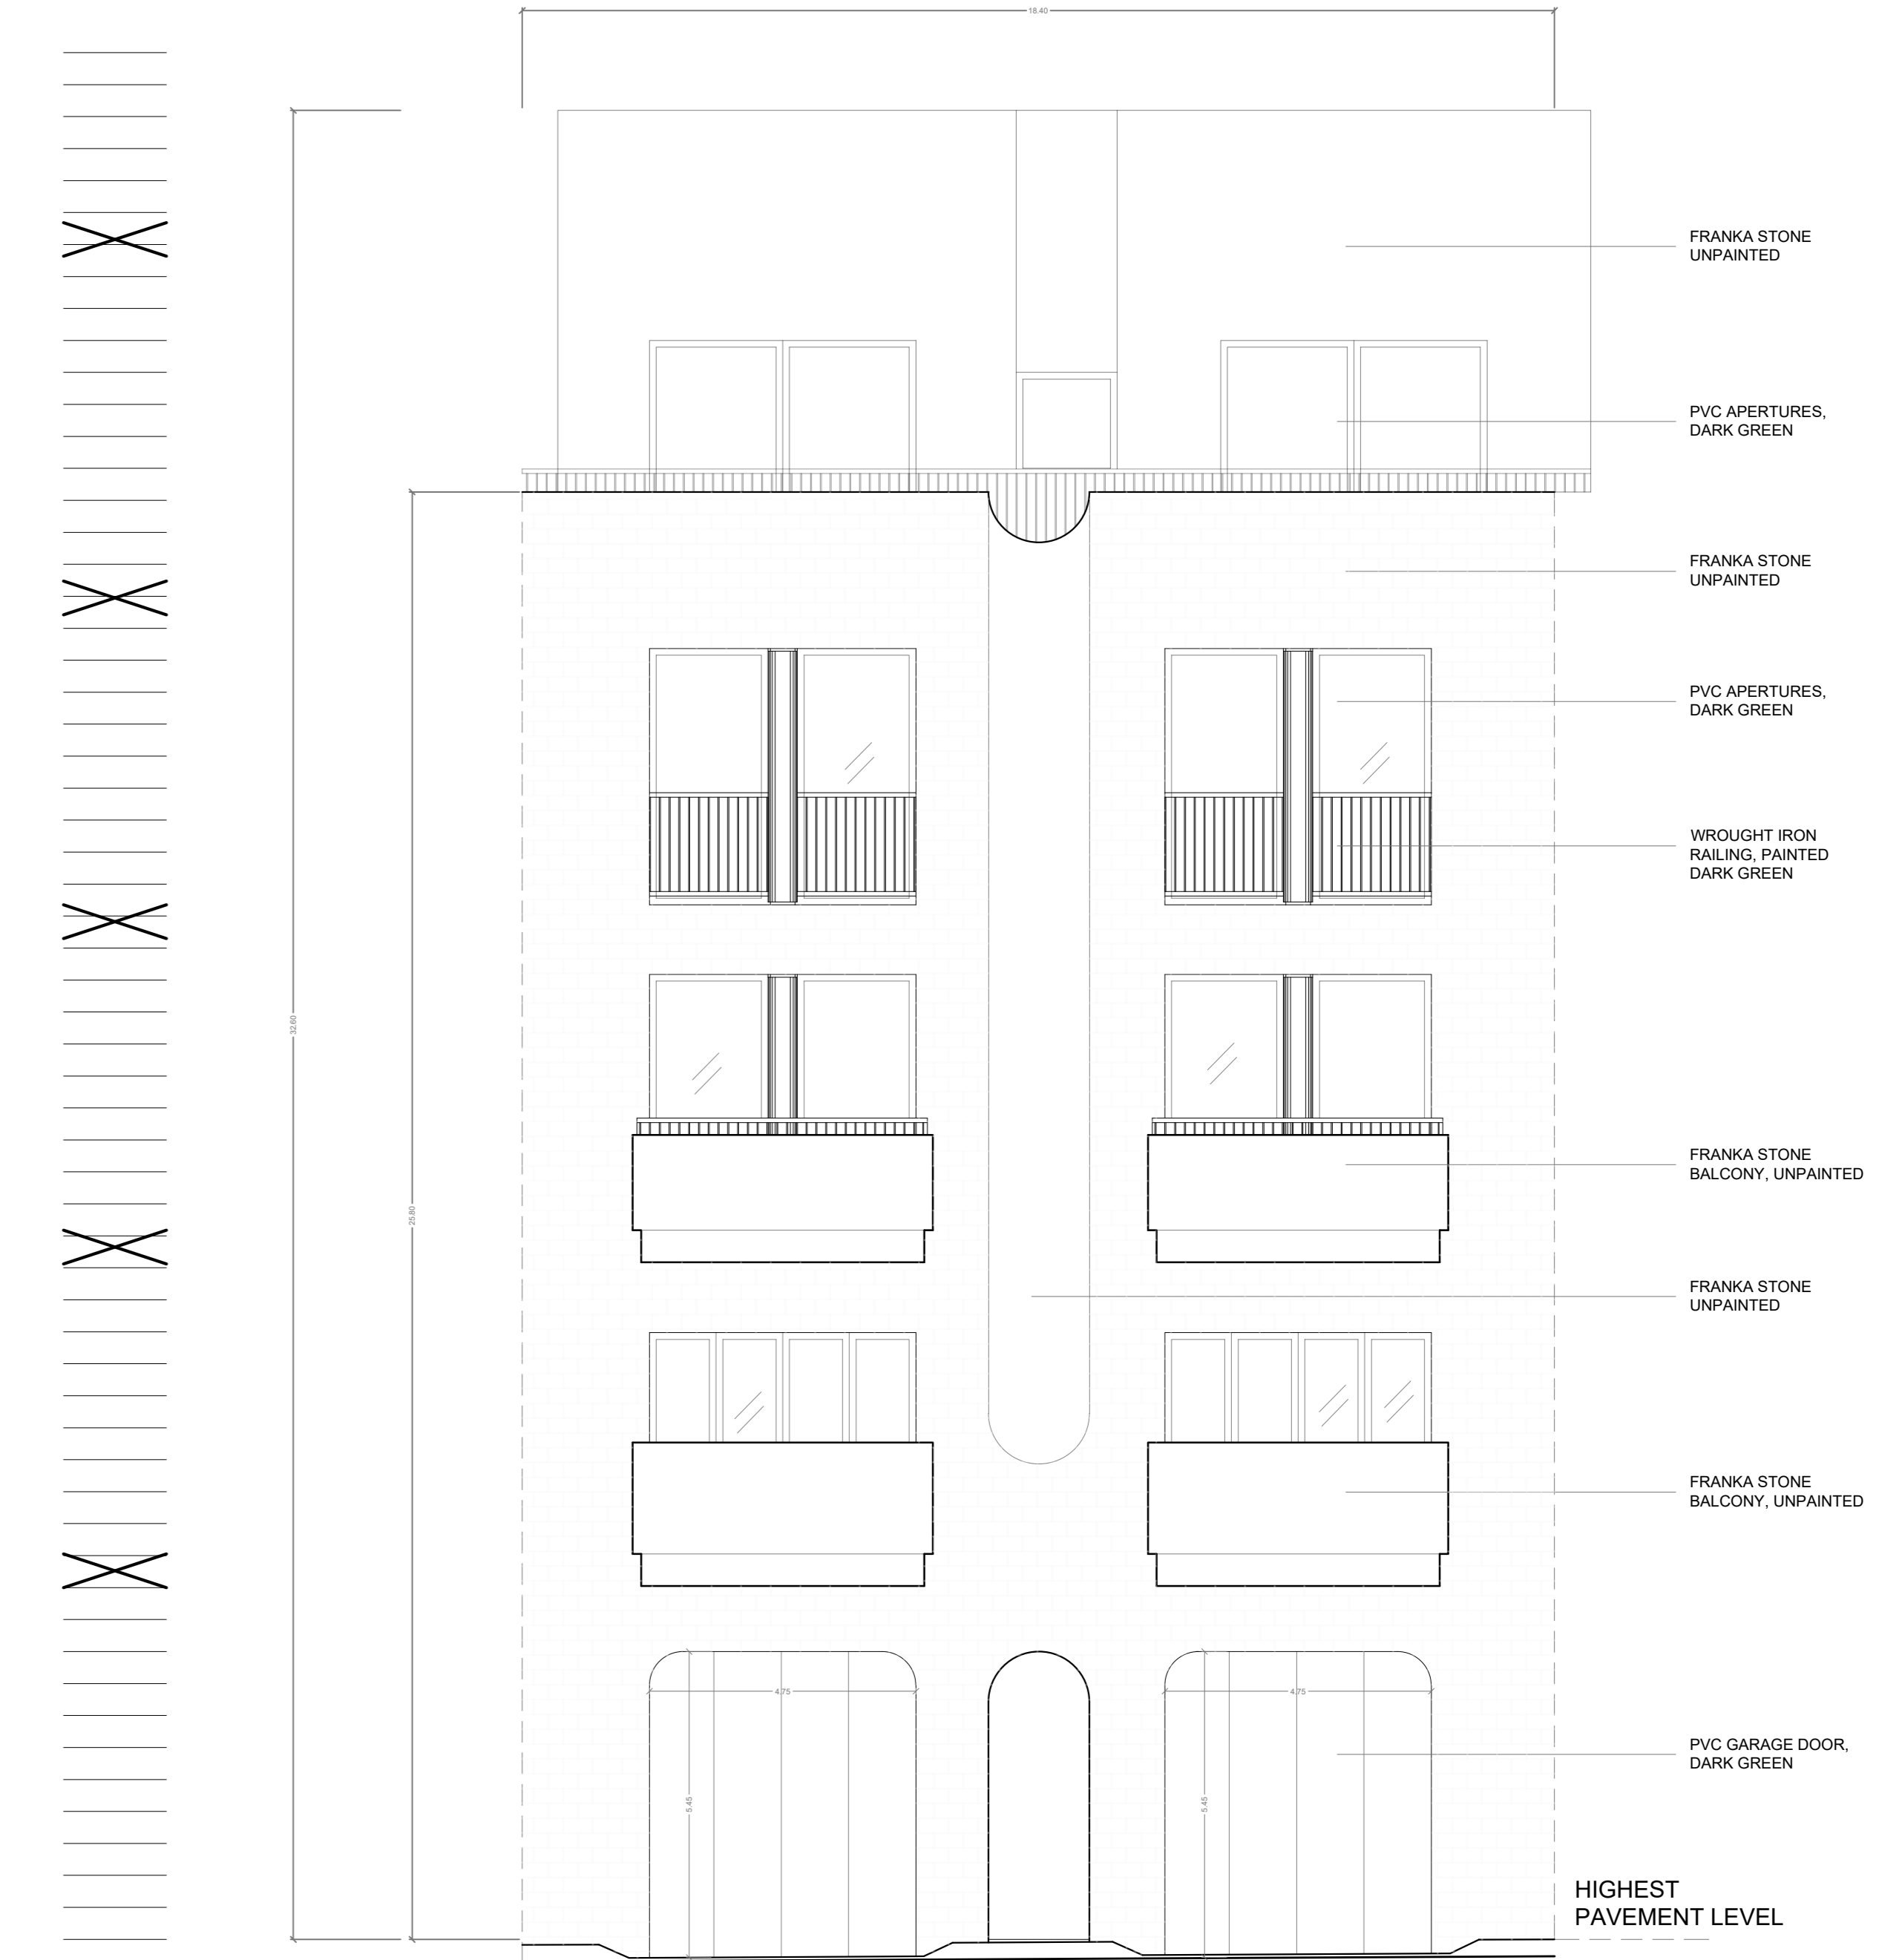 18.40
FRANKA STONE
UNPAINTED
PVC APERTURES,
DARK GREEN
FRANKA STONE
UNPAINTED
PVC APERTURES,
DARK GREEN
WROUGHT IRON
RAILING, PAINTED
DARK GREEN
32.60
FRANKA STONE
BALCONY, UNPAINTED
25.80
FRANKA STONE
UNPAINTED
FRANKA STONE
BALCONY, UNPAINTED
4.75
4.75
PVC GARAGE DOOR,
DARK GREEN
5.45
5.45
HIGHEST
PAVEMENT LEVEL